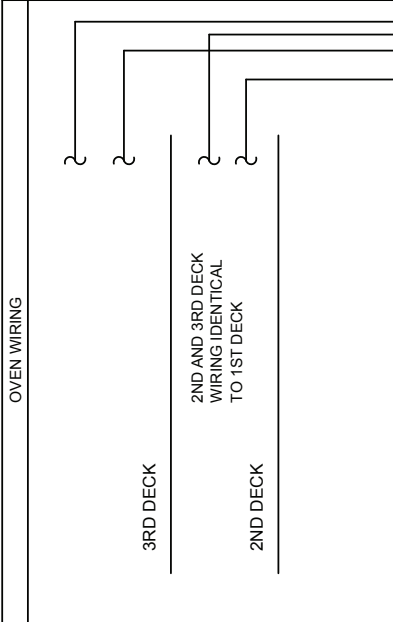 OVEN WIRING
3RD DECK
2ND AND 3RD DECK
WIRING IDENTICAL
TO 1ST DECK
2ND DECK